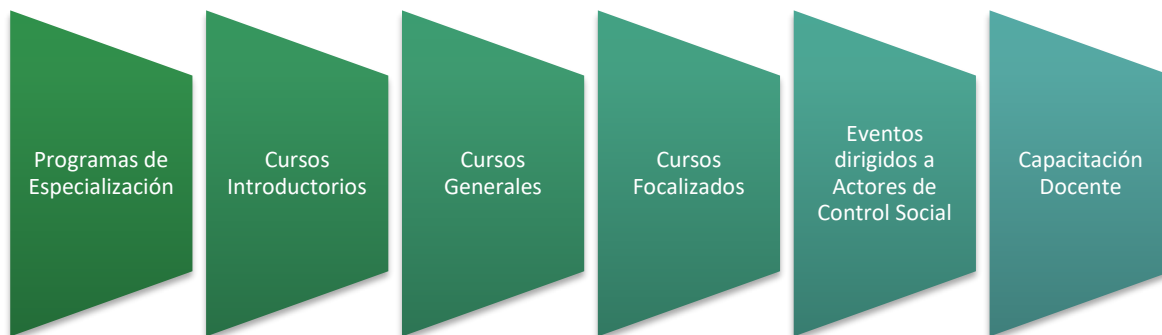 Programas de
Especialización
Cursos
Introductorios
Cursos
Generales
Cursos
Focalizados
Eventos
dirigidos a
Actores de
Control Social
Capacitación
Docente